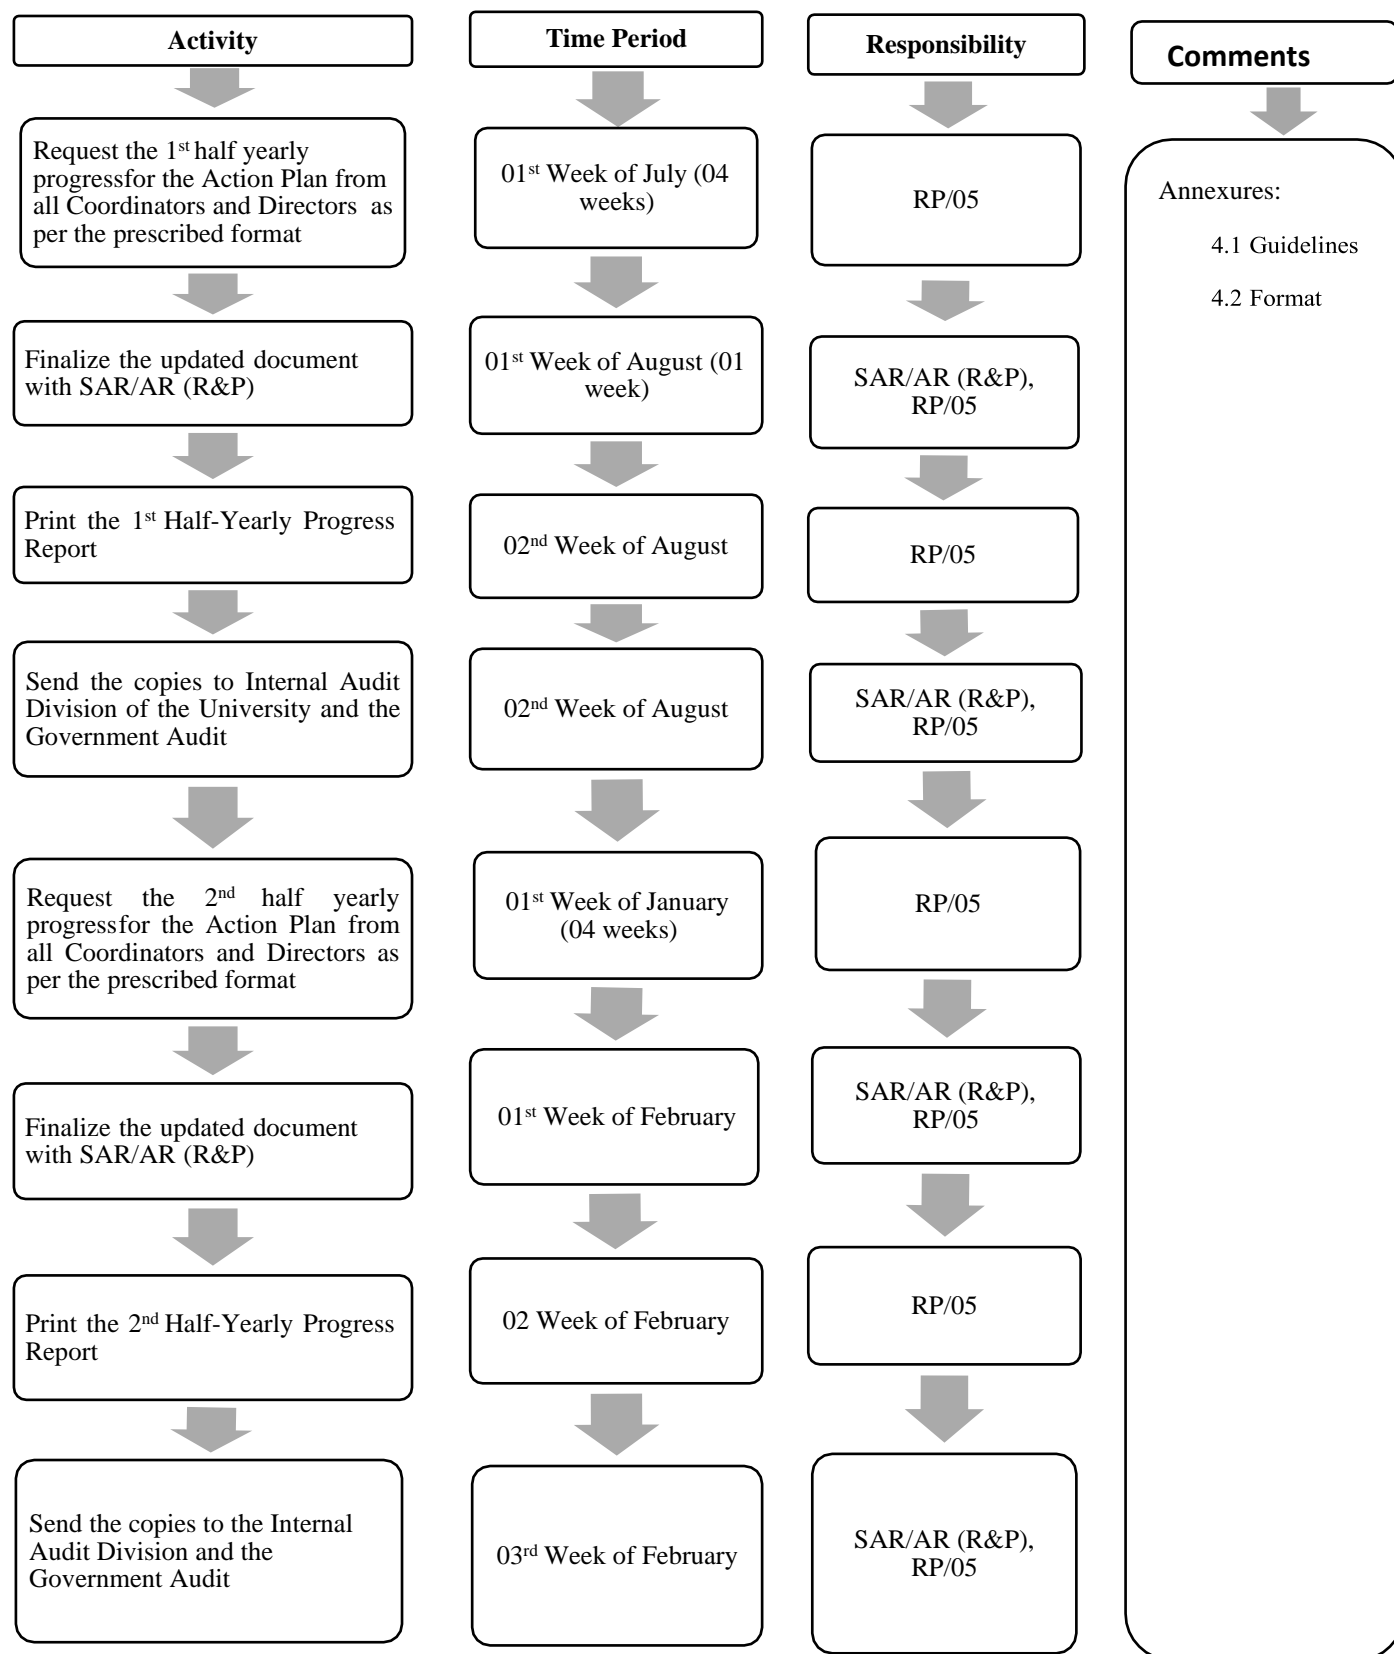 Activity
Request the 1st half yearly
progressfor the Action Plan from
all Coordinators and Directors as
per the prescribed format
Finalize the updated document
with SAR/AR (R&P)
Print the 1st Half-Yearly Progress
Report
Send the copies to Internal Audit
Division of the University and the
Government Audit
Request the 2nd half yearly
progressfor the Action Plan from
all Coordinators and Directors as
per the prescribed format
Finalize the updated document
with SAR/AR (R&P)
Print the 2nd Half-Yearly Progress
Report
Send the copies to the Internal
Audit Division and the
Government Audit
Time Period
01st Week of July (04
weeks)
01st Week of August (01
week)
02nd Week of August
02nd Week of August
01st Week of January
(04 weeks)
01st Week of February
02 Week of February
03rd Week of February
Responsibility
RP/05
SAR/AR (R&P),
RP/05
RP/05
SAR/AR (R&P),
RP/05
RP/05
SAR/AR (R&P),
RP/05
RP/05
SAR/AR (R&P),
RP/05
Comments
Annexures:
4.1 Guidelines
4.2 Format